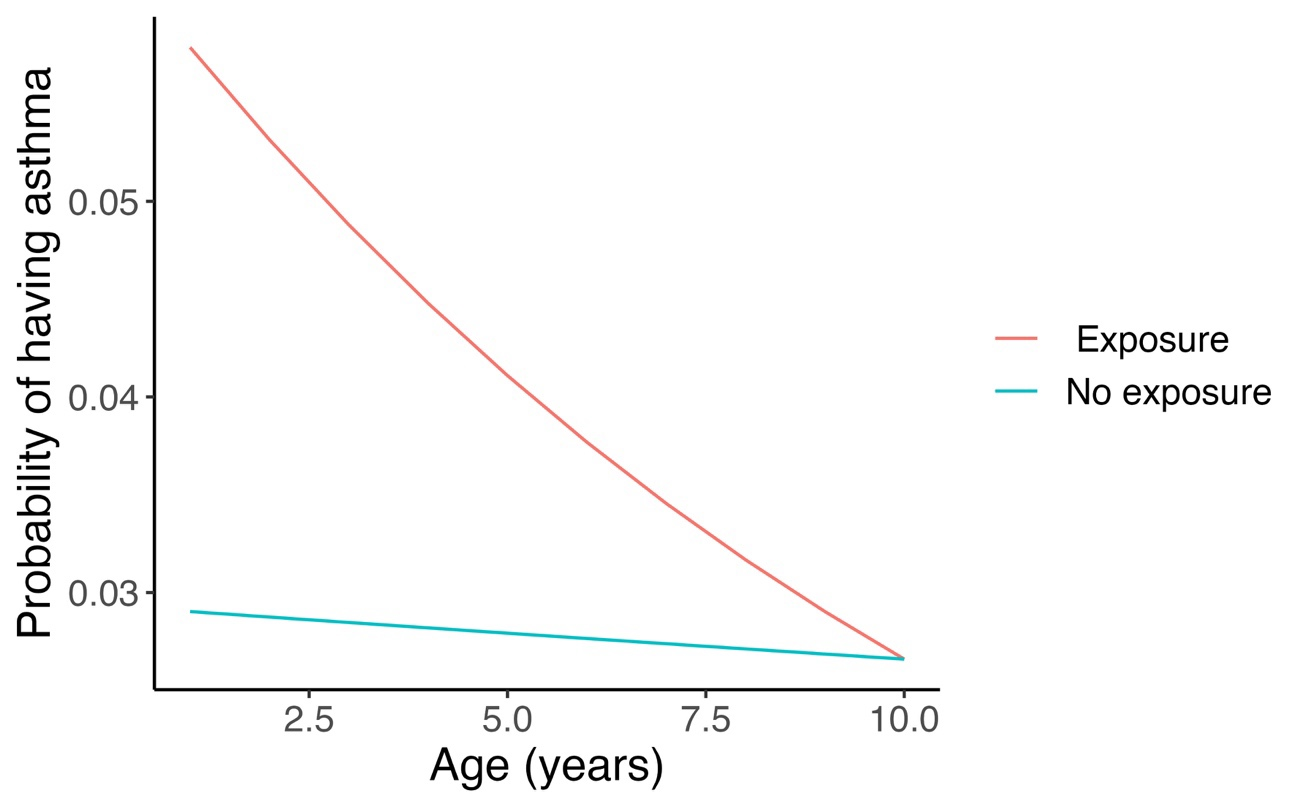 Probability of having asthma
0.05
0.04
0.03
2.5 5.0 7.5 10.0
Age (years)
Exposure
No exposure